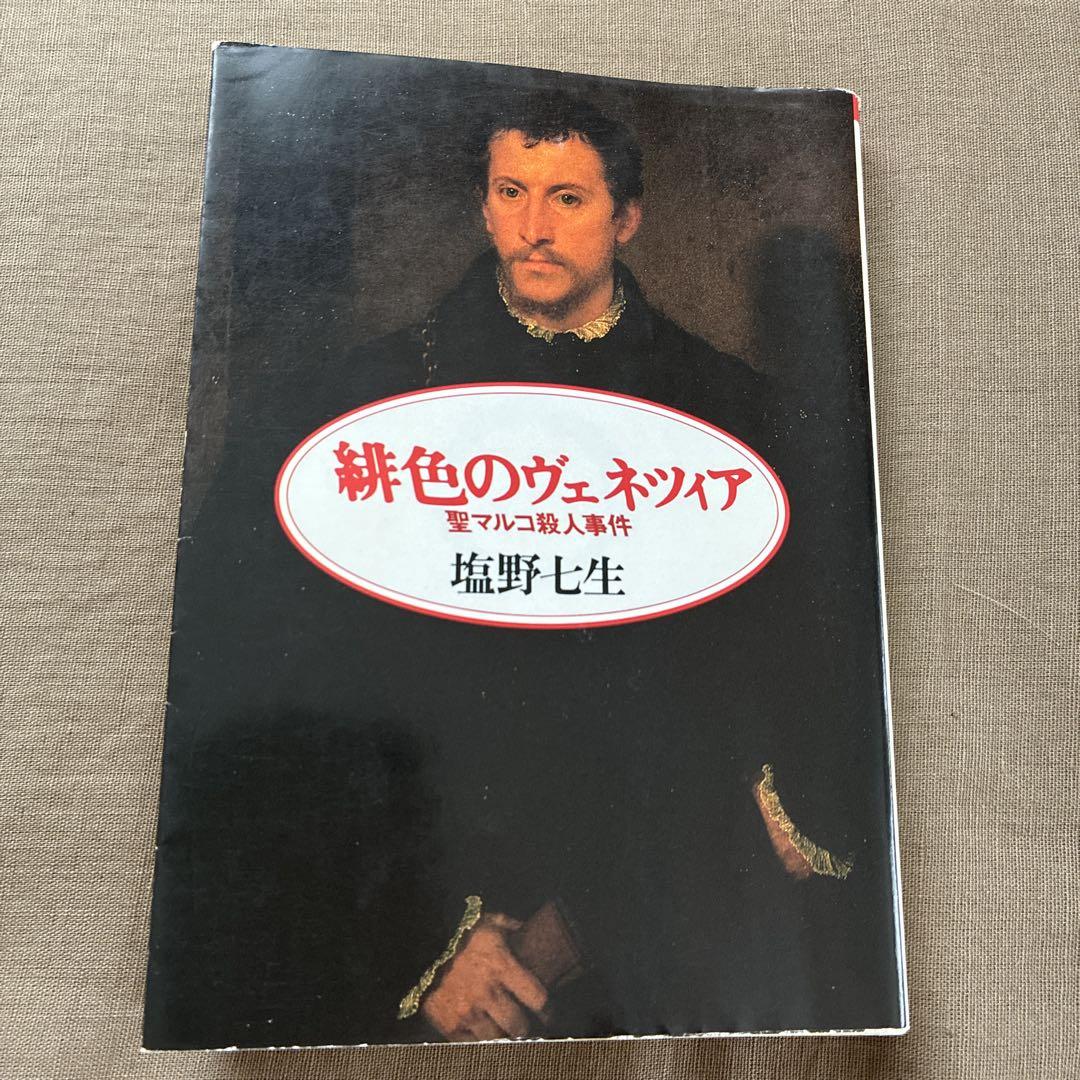 緋色のヴェネツィア
聖マルコ殺人事件
塩野七生